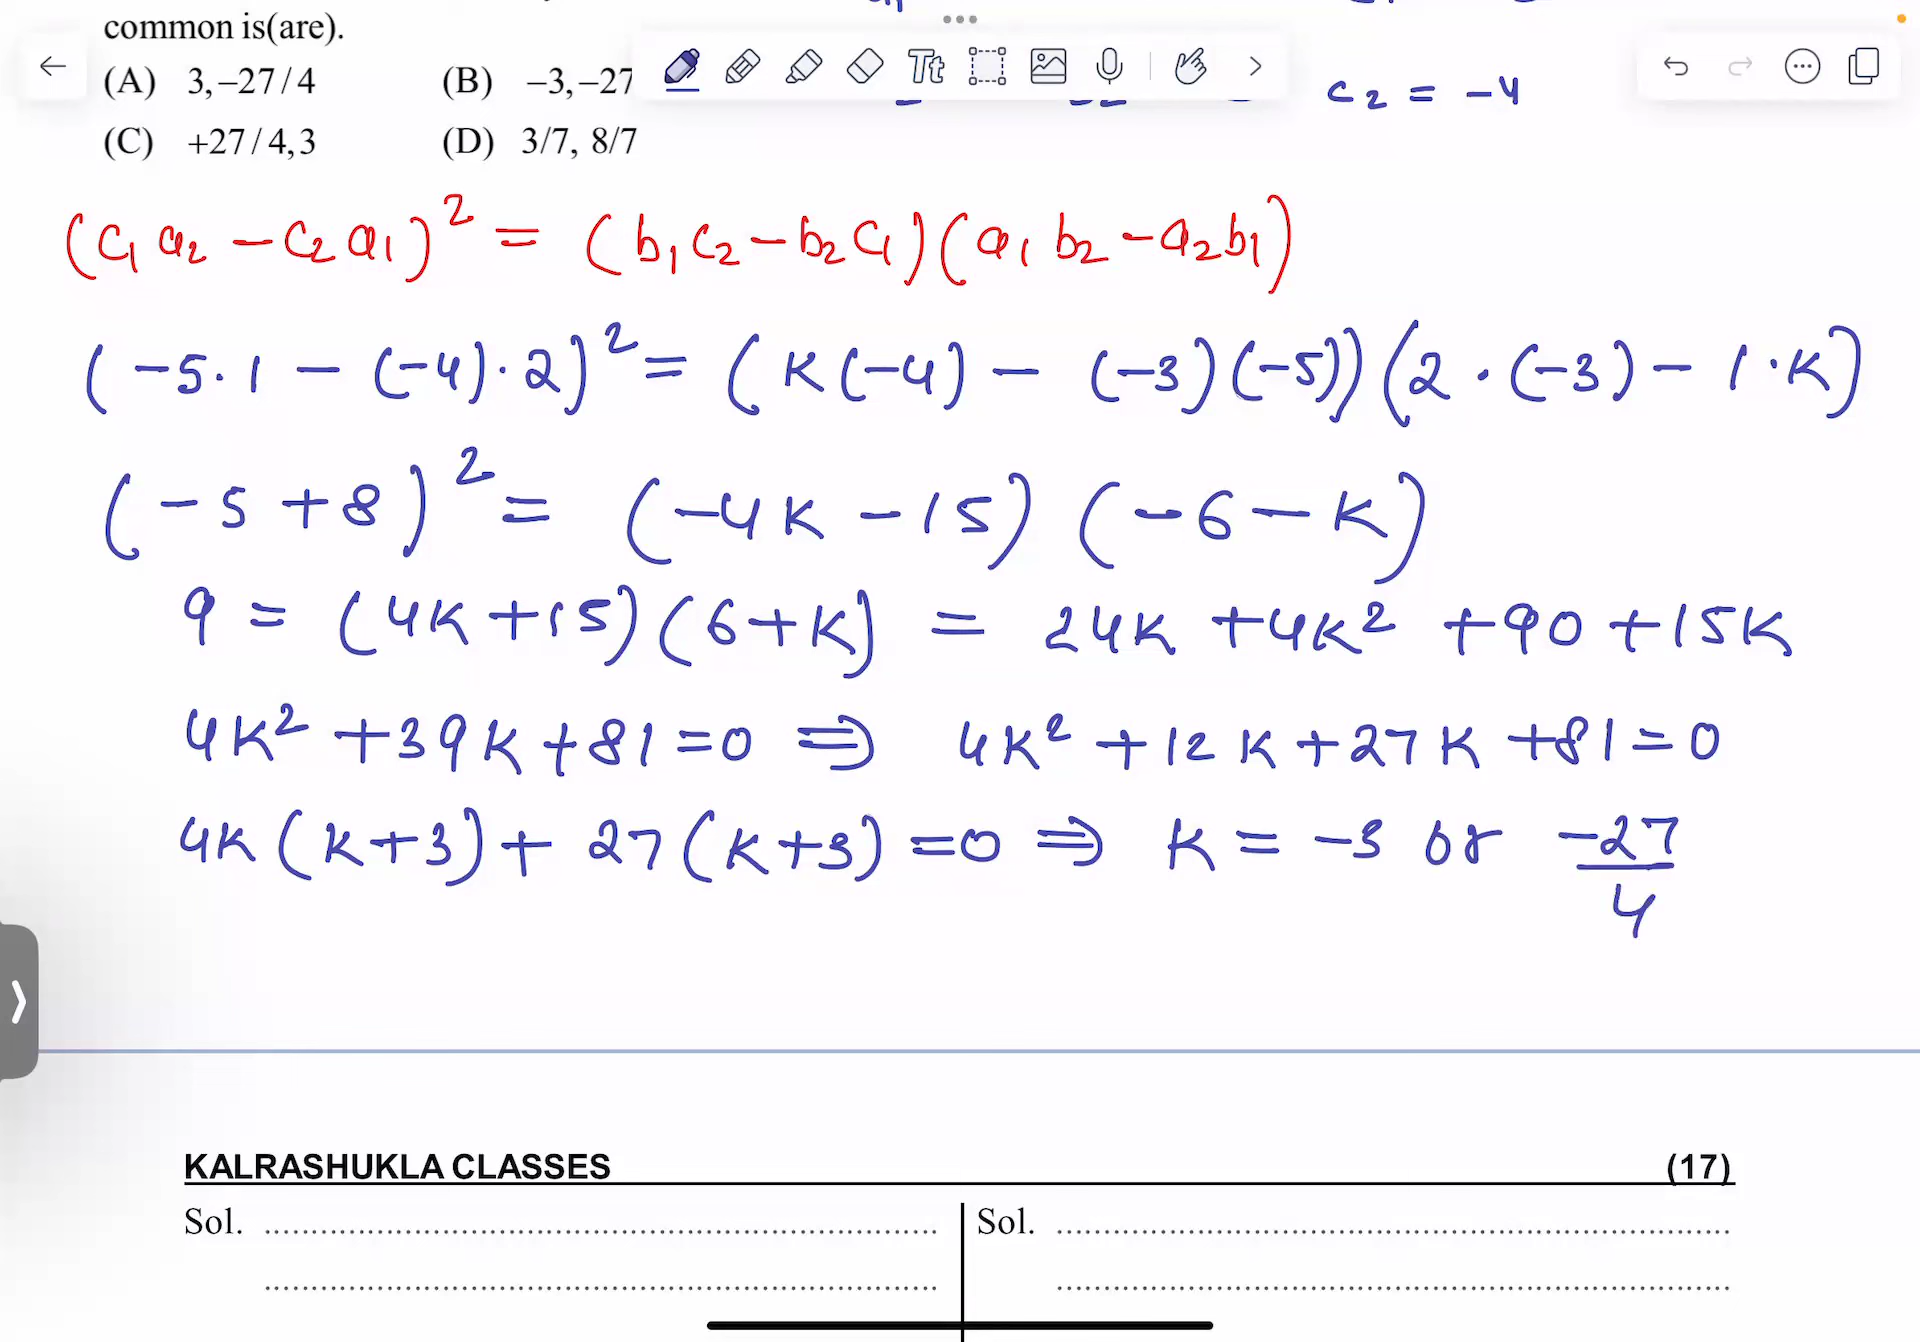 common is(are).
(A) 3,–27/4 (B) –3,–27
(C) +27/4,3 (D) 3/7, 8/7
Tt
c₂ = -4
(c₁a₂ - c₂a₁)² = (b₁c₂ - b₂c₁)(a₁b₂ - a₂b₁)
(-5·1 - (-4)·2)² = (K(-4) - (-3)(-5))(2·(-3) - 1·K)
(-5 + 8)² = (-4K - 15)(-6 - K)
9 = (4K + 15)(6 + K) = 24K + 4K² + 90 + 15K
4K² + 39K + 81 = 0 ⇒ 4K² + 12K + 27K + 81 = 0
4K(K + 3) + 27(K + 3) = 0 ⇒ K = -3 or -27/4
KALRASHUKLA CLASSES (17)
Sol. Sol.